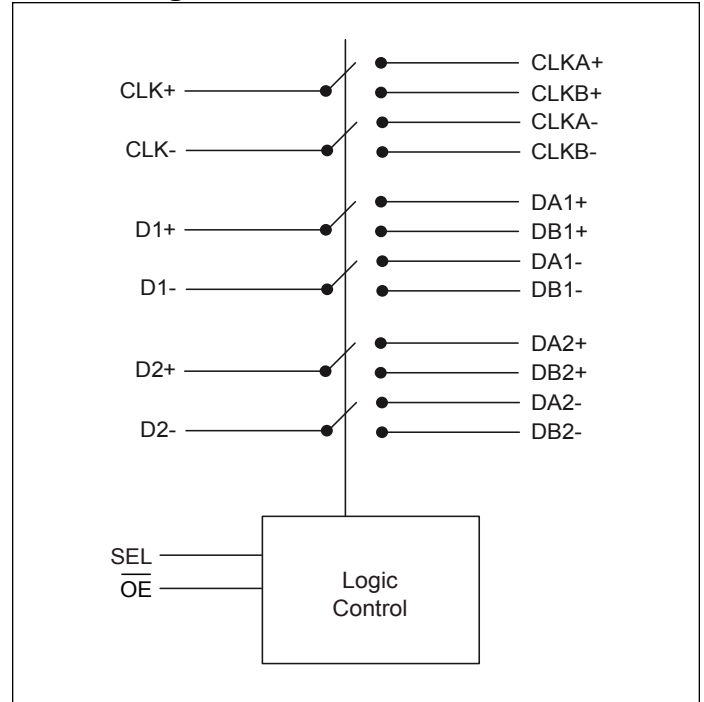 CLK+
CLKA+
CLKB+
CLK-
CLKA-
CLKB-
D1+
DA1+
DB1+
D1-
DA1-
DB1-
D2+
DA2+
DB2+
D2-
DA2-
DB2-
SEL
O̅E̅
Logic
Control